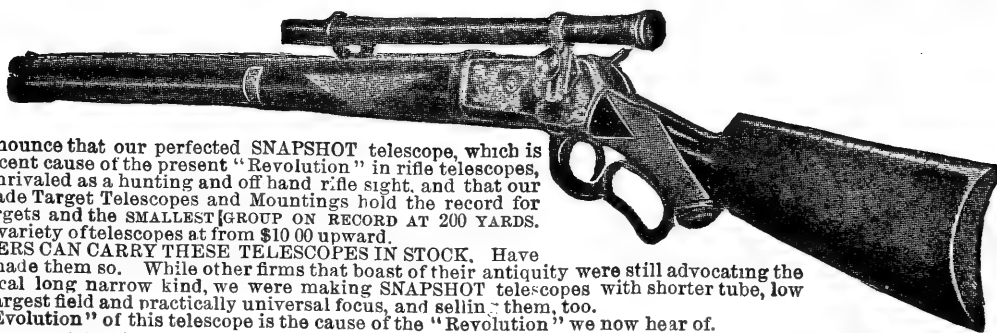 nounce that our perfected SNAPSHOT telescope, which is
cent cause of the present "Revolution" in rifle telescopes,
nrivaled as a hunting and off hand rifle sight, and that our
ade Target Telescopes and Mountings hold the record for
rgets and the SMALLEST GROUP ON RECORD AT 200 YARDS.
variety of telescopes at from $10 00 upward.
ERS CAN CARRY THESE TELESCOPES IN STOCK. Have
nade them so. While other firms that boast of their antiquity were still advocating the
cal long narrow kind, we were making SNAPSHOT telescopes with shorter tube, low
argest field and practically universal focus, and sellin them, too.
Evolution" of this telescope is the cause of the "Revolution" we now hear of.